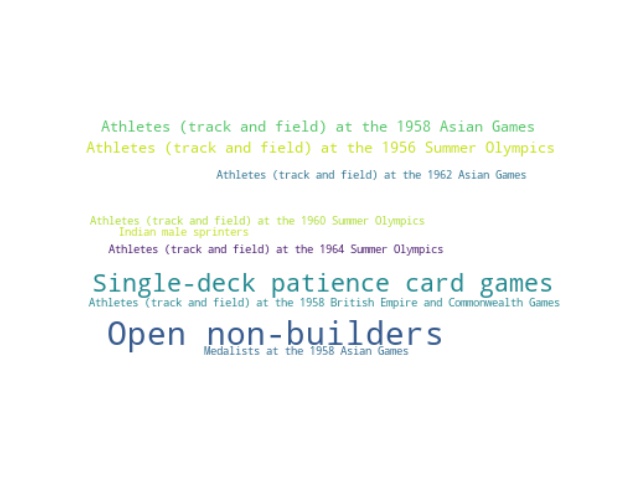 Athletes (track and field) at the 1958 Asian Games
Athletes (track and field) at the 1956 Summer Olympics
Athletes (track and field) at the 1962 Asian Games
Athletes (track and field) at the 1960 Summer Olympics
Indian male sprinters
Athletes (track and field) at the 1964 Summer Olympics
Single-deck patience card games
Athletes (track and field) at the 1958 British Empire and Commonwealth Games
Open non-builders
Medalists at the 1958 Asian Games